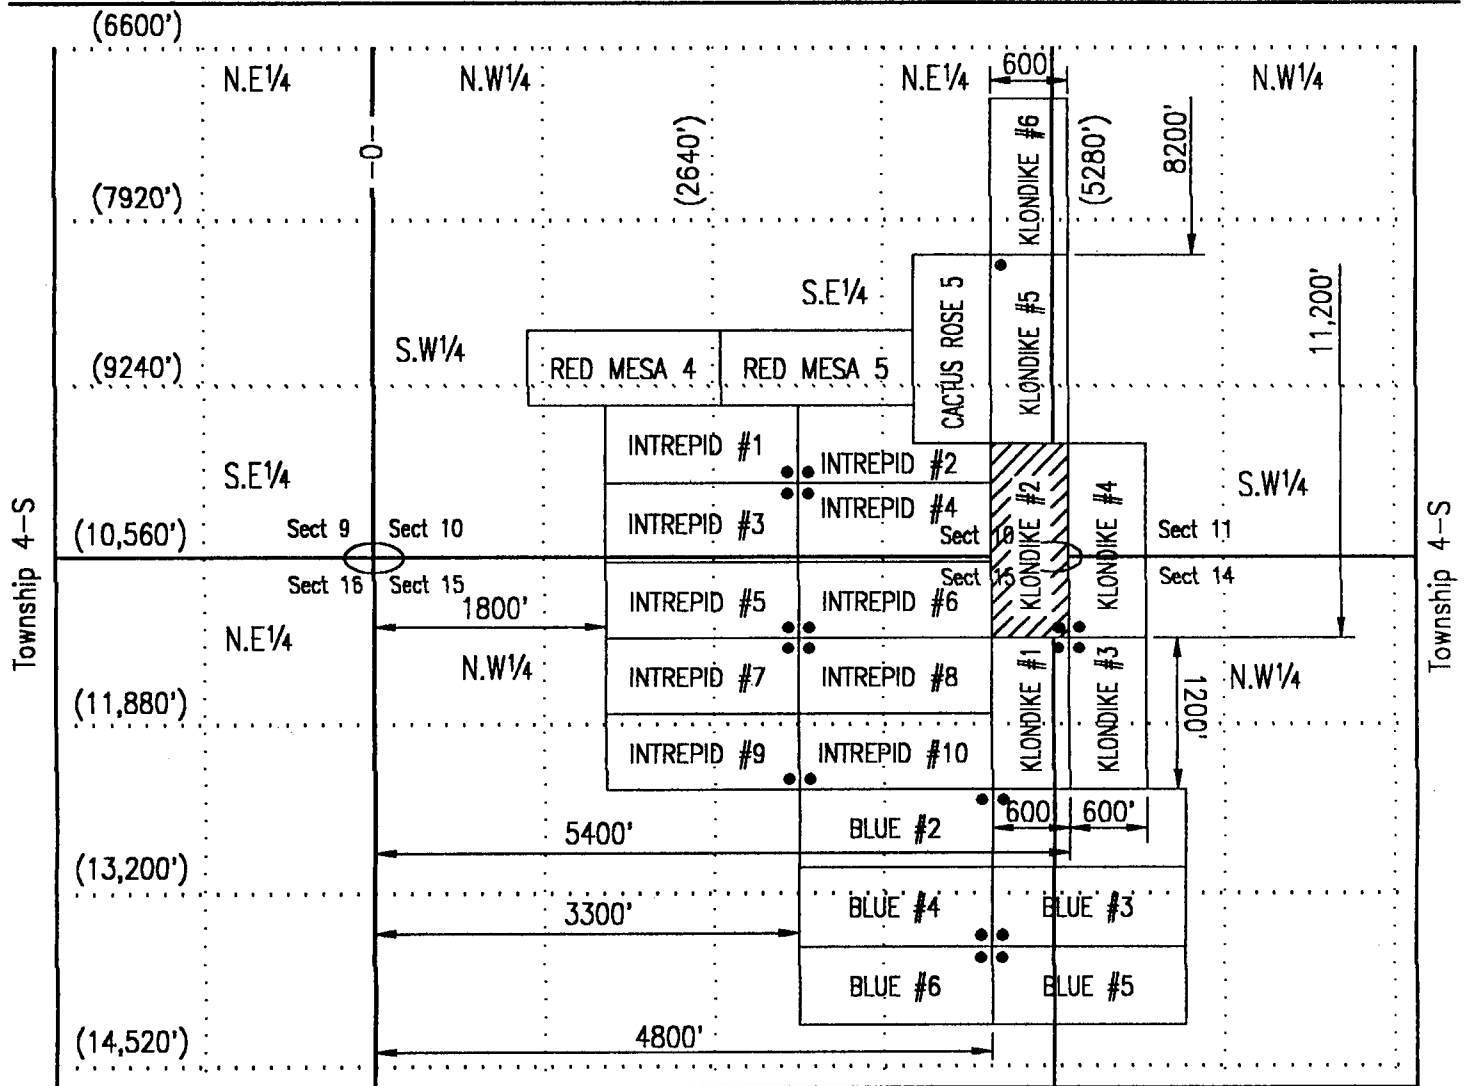 (6600')
N.E1/4
N.W1/4
N.E1/4
600'
N.W1/4
-0-
(2640')
KLONDIKE #6
(5280')
8200'
(7920')
S.E1/4
CACTUS ROSE 5
KLONDIKE #5
11,200'
S.W1/4
(9240')
RED MESA 4
RED MESA 5
INTREPID #1
INTREPID #2
S.E1/4
S.W1/4
INTREPID #3
INTREPID #4
KLONDIKE #2
KLONDIKE #4
Township 4-S
(10,560')
Sect 9
Sect 10
Sect 10
Sect 11
Township 4-S
Sect 16
Sect 15
Sect 15
Sect 14
1800'
INTREPID #5
INTREPID #6
N.E1/4
N.W1/4
INTREPID #7
INTREPID #8
KLONDIKE #1
KLONDIKE #3
1200'
N.W1/4
(11,880')
INTREPID #9
INTREPID #10
5400'
BLUE #2
600'
600'
(13,200')
3300'
BLUE #4
BLUE #3
BLUE #6
BLUE #5
(14,520')
4800'